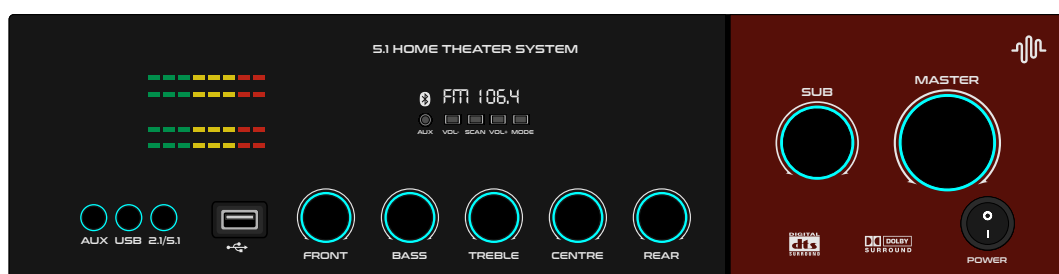 5.1 HOME THEATER SYSTEM
FM 106.4
AUX VOL- SCAN VOL+ MODE
AUX USB 2.1/5.1
FRONT BASS TREBLE CENTRE REAR
SUB
MASTER
DIGITAL
dts
SURROUND
DOLBY
SURROUND
POWER